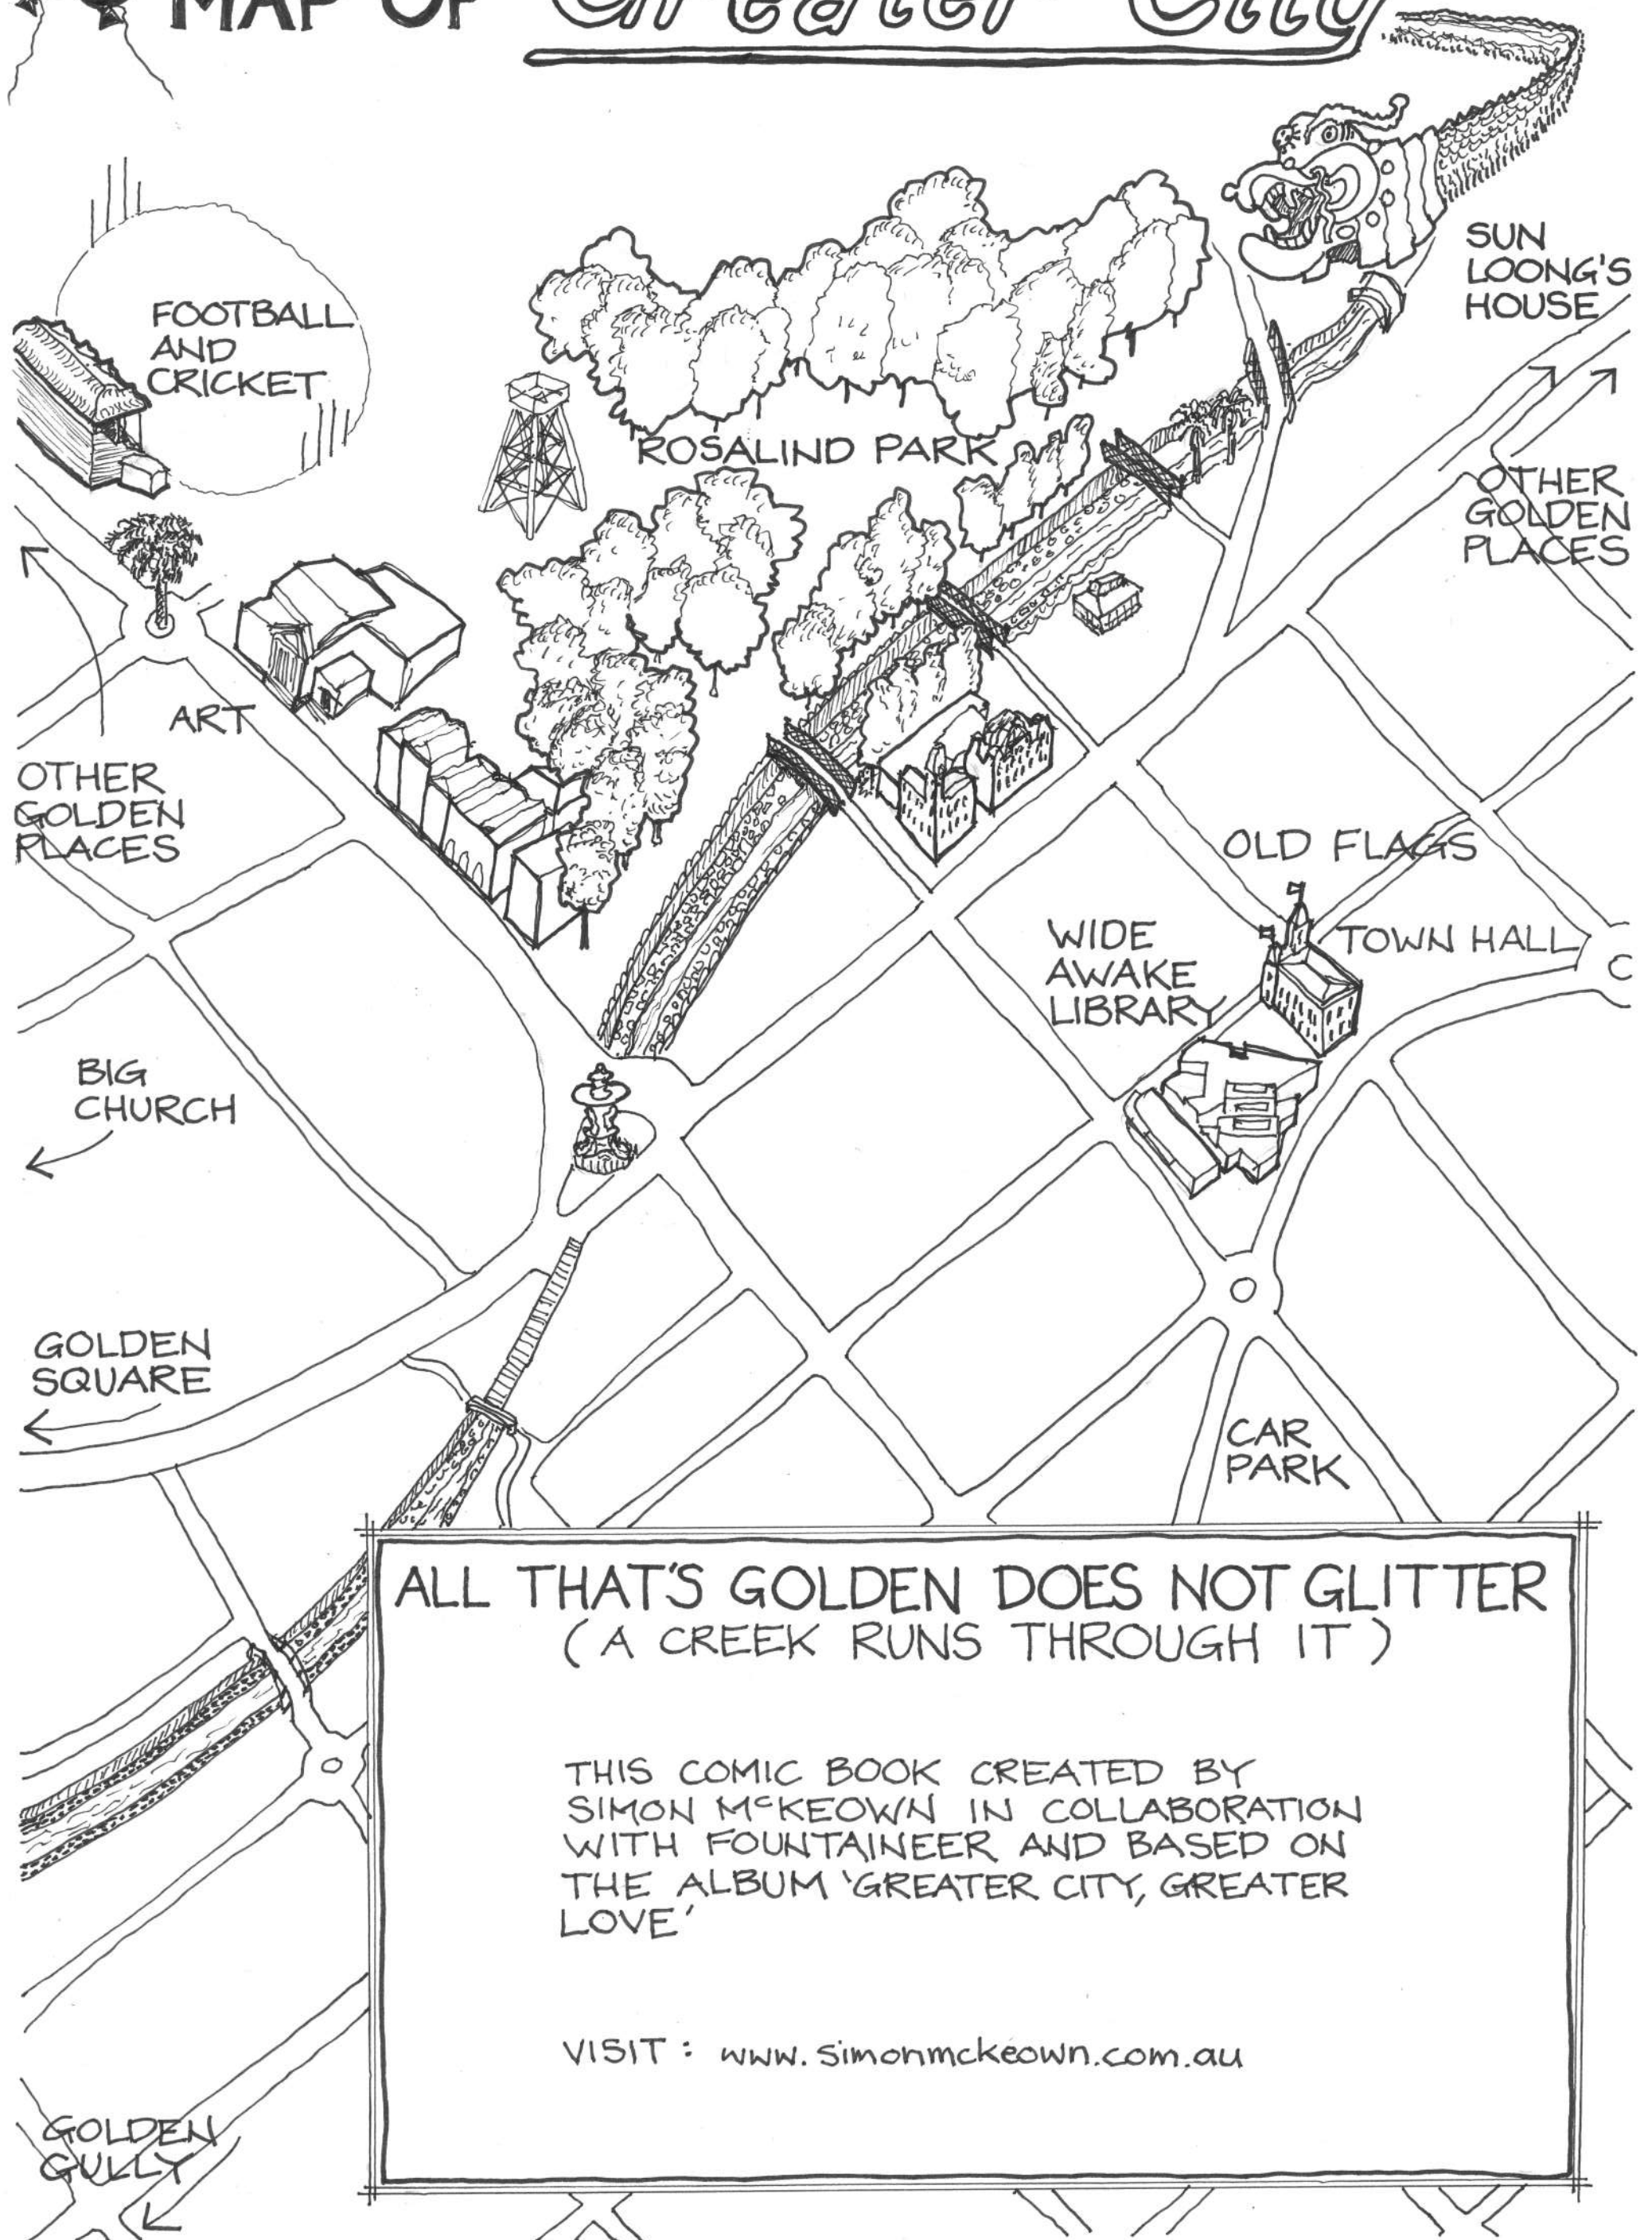 MAP OF Greater City
SUN
LOONG'S
HOUSE
FOOTBALL
AND
CRICKET
ROSALIND PARK
OTHER
GOLDEN
PLACES
ART
OTHER
GOLDEN
PLACES
OLD FLAGS
WIDE
AWAKE
LIBRARY
TOWN HALL
BIG
CHURCH
GOLDEN
SQUARE
CAR
PARK
ALL THAT'S GOLDEN DOES NOT GLITTER
(A CREEK RUNS THROUGH IT)
THIS COMIC BOOK CREATED BY
SIMON McKEOWN IN COLLABORATION
WITH FOUNTAINEER AND BASED ON
THE ALBUM 'GREATER CITY, GREATER
LOVE'
VISIT : www.simonmckeown.com.au
GOLDEN
GULLY